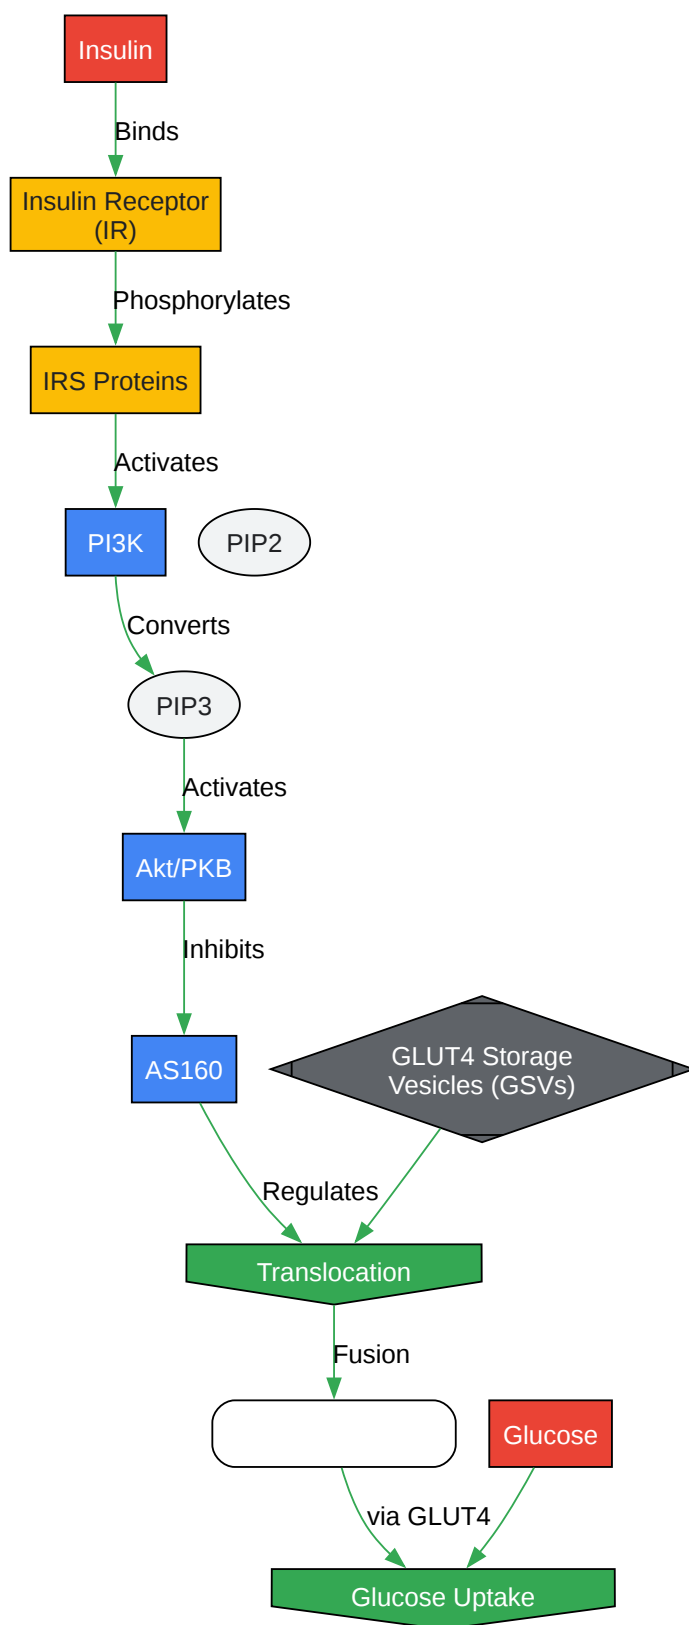 Insulin
Binds
Insulin Receptor
(IR)
Phosphorylates
IRS Proteins
Activates
PI3K
PIP2
Converts
PIP3
Activates
Akt/PKB
Inhibits
AS160
GLUT4 Storage
Vesicles (GSVs)
Regulates
Translocation
Fusion
Glucose
via GLUT4
Glucose Uptake